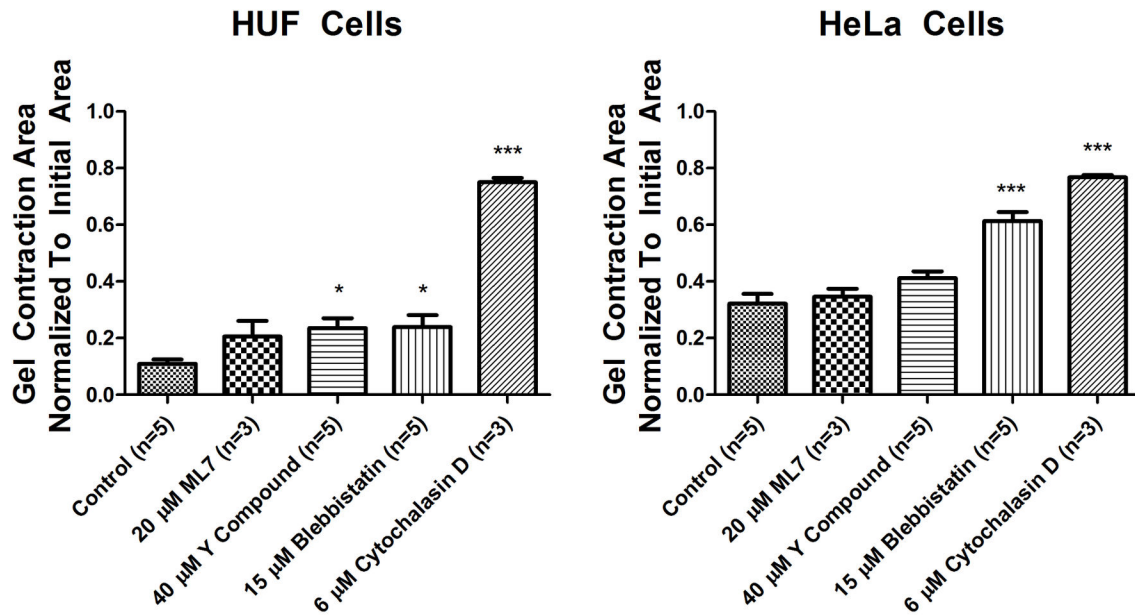 HUF Cells
Gel Contraction Area
Normalized To Initial Area
1.0
0.8
0.6
0.4
0.2
0.0
***
*
*
Control (n=5)
20 µM ML7 (n=3)
40 µM Y Compound (n=5)
15 µM Blebbistatin (n=5)
6 µM Cytochalasin D (n=3)
HeLa Cells
Gel Contraction Area
Normalized To Initial Area
1.0
0.8
0.6
0.4
0.2
0.0
***
***
Control (n=5)
20 µM ML7 (n=3)
40 µM Y Compound (n=5)
15 µM Blebbistatin (n=5)
6 µM Cytochalasin D (n=3)